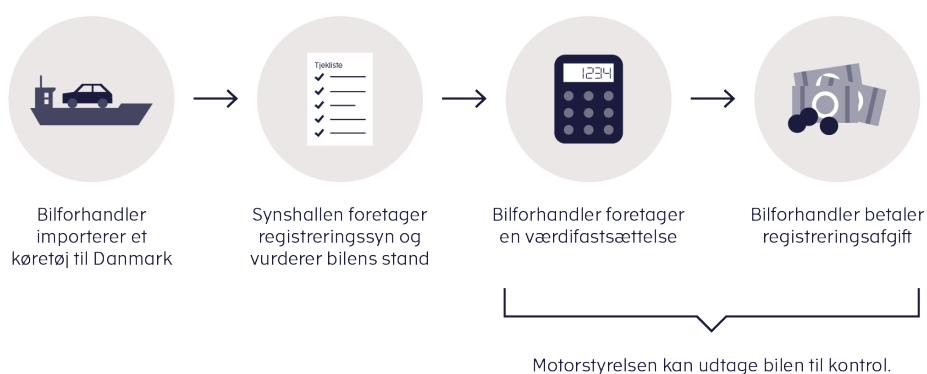 Tjekliste
1234
Bilforhandler
importerer et
køretøj til Danmark
Synshallen foretager
registreringssyn og
vurderer bilens stand
Bilforhandler foretager
en værdifastsættelse
Bilforhandler betaler
registreringsafgift
Motorstyrelsen kan udtage bilen til kontrol.